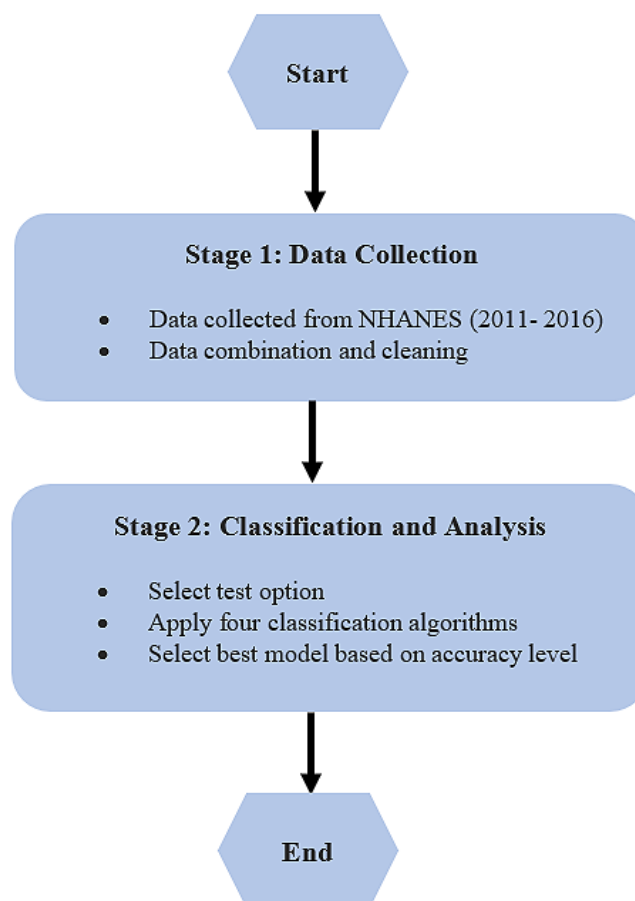 Start
Stage 1: Data Collection
• Data collected from NHANES (2011- 2016)
• Data combination and cleaning
Stage 2: Classification and Analysis
• Select test option
• Apply four classification algorithms
• Select best model based on accuracy level
End